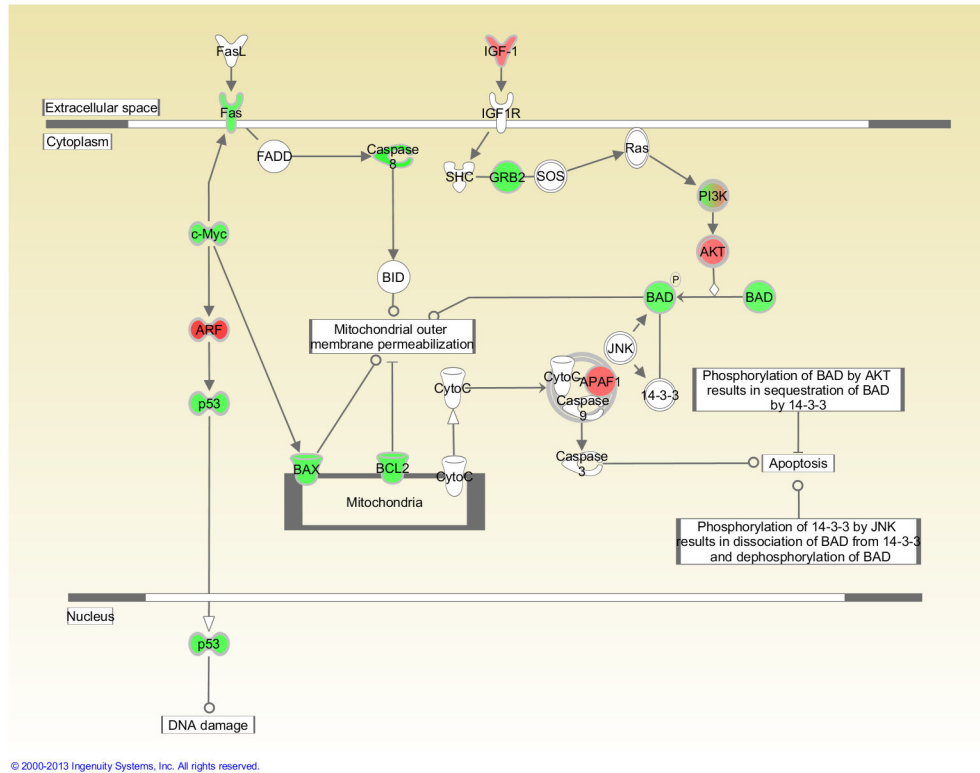 FasL
IGF-1
Extracellular space
Fas
IGF1R
Cytoplasm
FADD
Caspase
8
SHC
GRB2
SOS
Ras
PI3K
c-Myc
AKT
BID
P
BAD
BAD
ARF
Mitochondrial outer
membrane permeabilization
JNK
CytoC
CytoC
APAF1
Caspase
9
14-3-3
Phosphorylation of BAD by AKT
results in sequestration of BAD
by 14-3-3
p53
BAX
BCL2
CytoC
Caspase
3
Apoptosis
Mitochondria
Phosphorylation of 14-3-3 by JNK
results in dissociation of BAD from 14-3-3
and dephosphorylation of BAD
Nucleus
p53
DNA damage
© 2000-2013 Ingenuity Systems, Inc. All rights reserved.